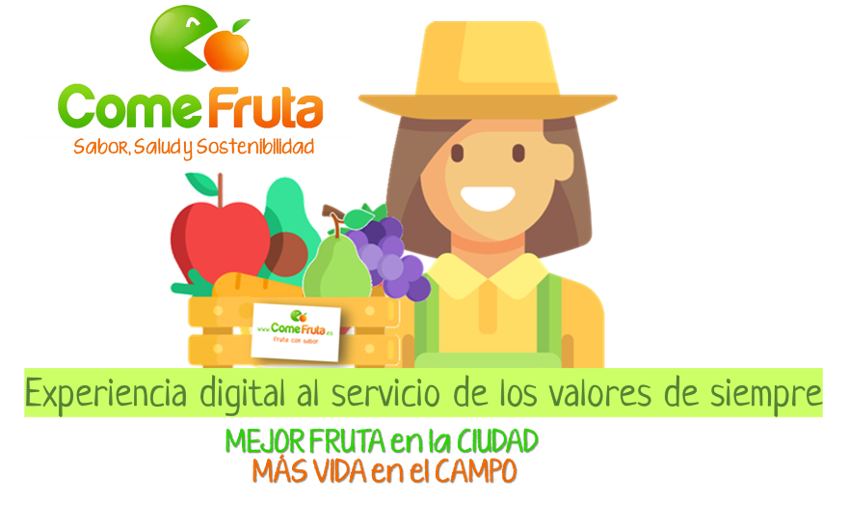 ComeFruta
Sabor, Salud y Sostenibilidad
www.ComeFruta.es
fruta con sabor
Experiencia digital al servicio de los valores de siempre
MEJOR FRUTA en la CIUDAD
MÁS VIDA en el CAMPO